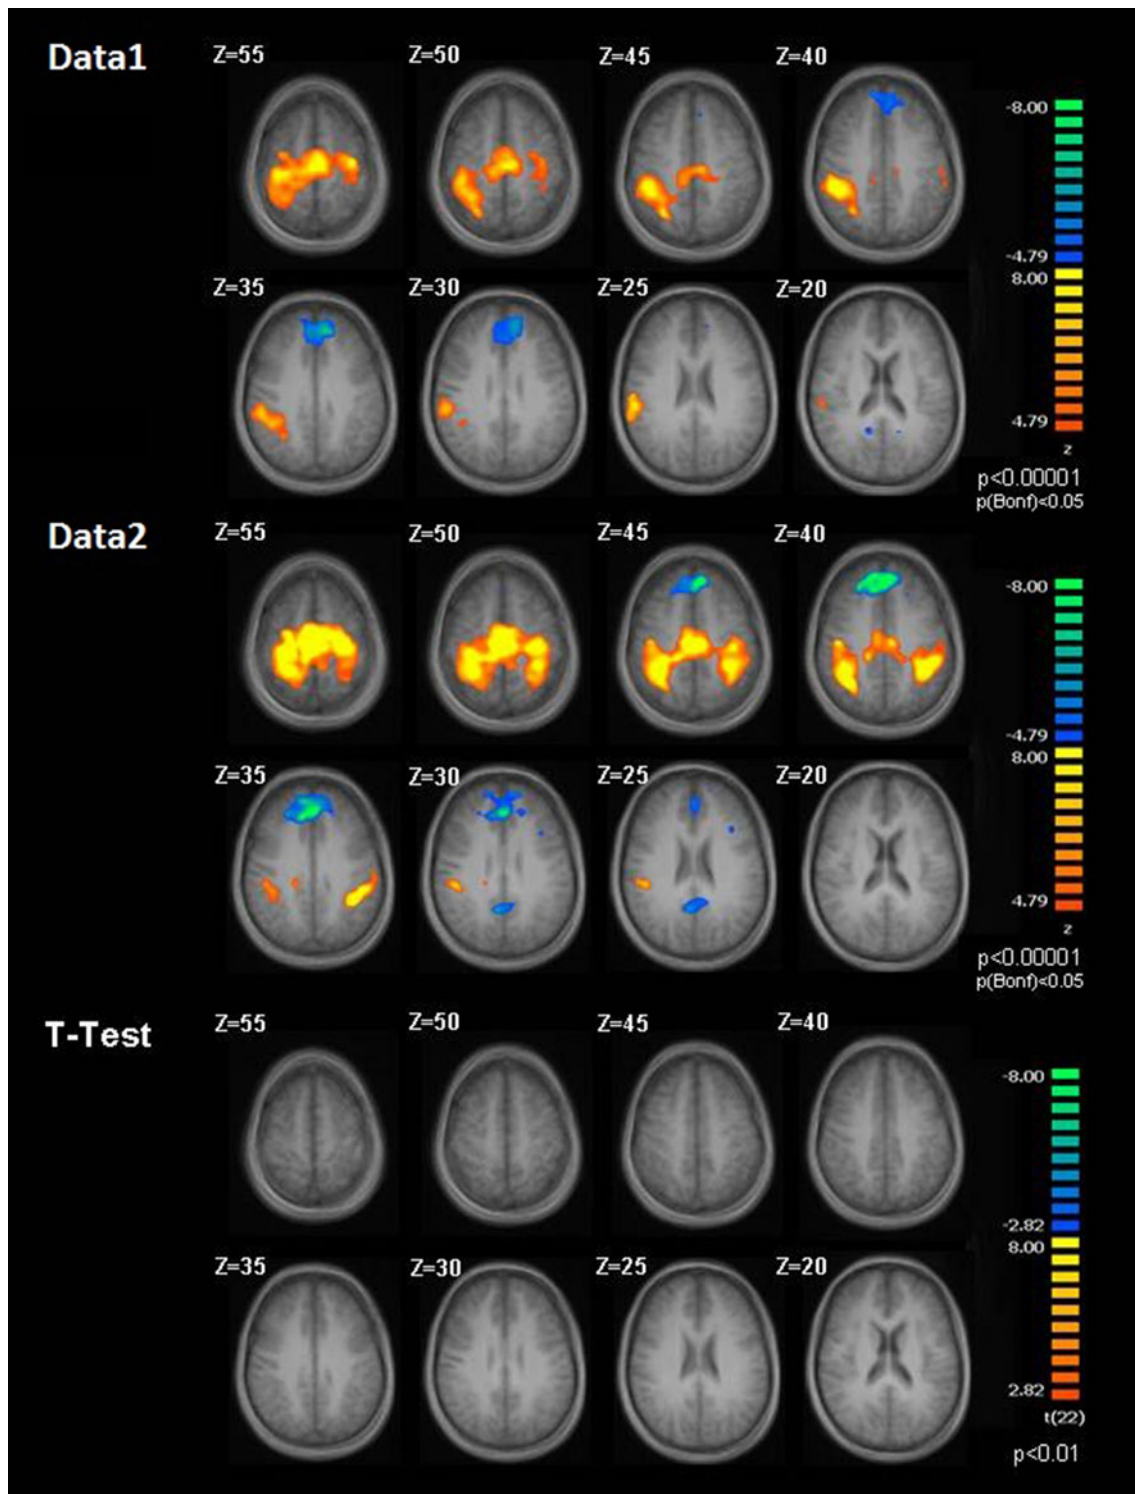 Data1
Z=55 Z=50 Z=45 Z=40
-8.00
-4.79
8.00
Z=35 Z=30 Z=25 Z=20
4.79
z
p<0.00001
p(Bonf)<0.05
Data2
Z=55 Z=50 Z=45 Z=40
-8.00
-4.79
8.00
Z=35 Z=30 Z=25 Z=20
4.79
z
p<0.00001
p(Bonf)<0.05
T-Test
Z=55 Z=50 Z=45 Z=40
-8.00
-2.82
8.00
Z=35 Z=30 Z=25 Z=20
2.82
t(22)
p<0.01